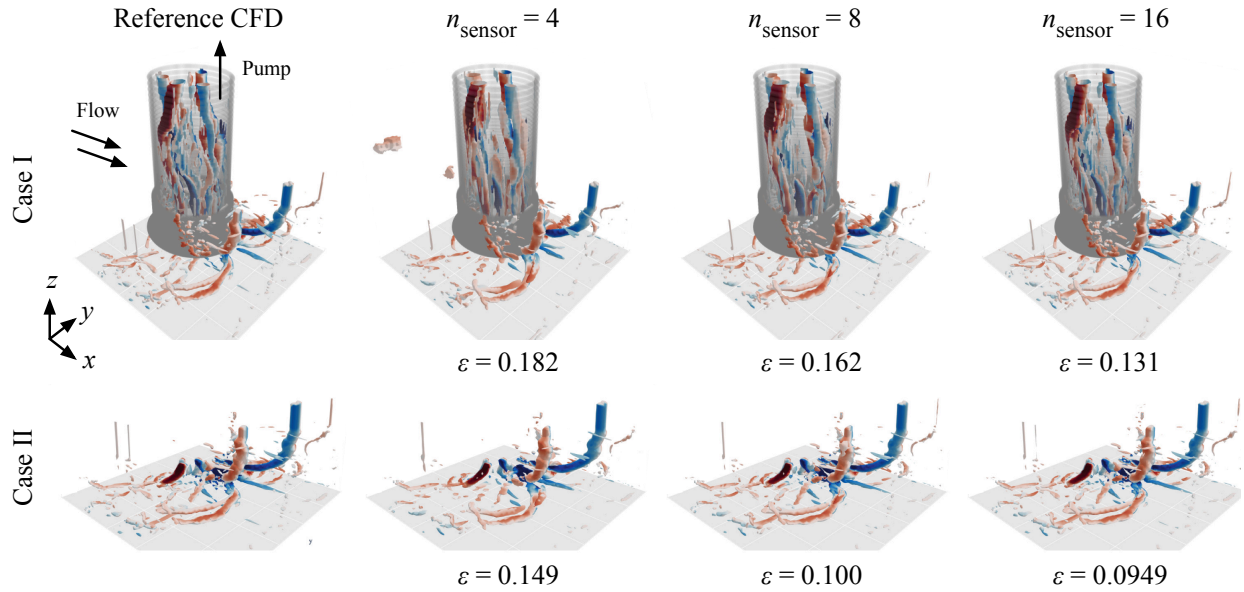 Reference CFD
n_sensor = 4
n_sensor = 8
n_sensor = 16
Pump
Flow
Case I
z
y
x
ε = 0.182
ε = 0.162
ε = 0.131
Case II
y
ε = 0.149
ε = 0.100
ε = 0.0949